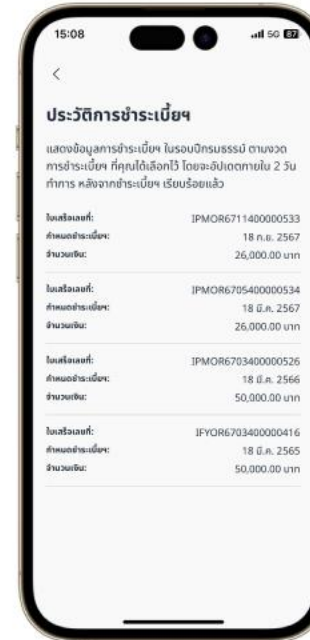 15:08
5G 87
ประวัติการชำระเบี้ยฯ
แสดงข้อมูลการชำระเบี้ยฯ ในรอบปีกรมธรรม์ ตามงวด
การชำระเบี้ยฯ ที่คุณได้เลือกไว้ โดยจะอัปเดตภายใน 2 วัน
ทำการ หลังจากชำระเบี้ยฯ เรียบร้อยแล้ว
ใบเสร็จเลขที่: IPMOR6711400000533
กำหนดชำระเบี้ยฯ: 18 ก.ย. 2567
จำนวนเงิน: 26,000.00 บาท
ใบเสร็จเลขที่: IPMOR6705400000534
กำหนดชำระเบี้ยฯ: 18 มี.ค. 2567
จำนวนเงิน: 26,000.00 บาท
ใบเสร็จเลขที่: IPMOR6703400000526
กำหนดชำระเบี้ยฯ: 18 มี.ค. 2566
จำนวนเงิน: 50,000.00 บาท
ใบเสร็จเลขที่: IFYOR6703400000416
กำหนดชำระเบี้ยฯ: 18 มี.ค. 2565
จำนวนเงิน: 50,000.00 บาท